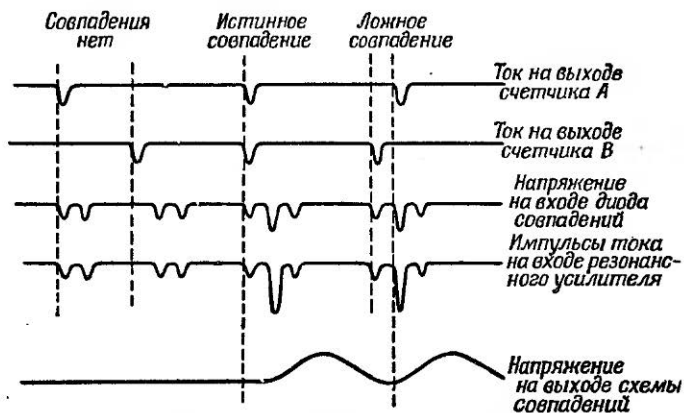 Совпадения
нет
Истинное
совпадение
Ложное
совпадение
Ток на выходе
счетчика А
Ток на выходе
счетчика В
Напряжение
на входе диода
совпадений
Импульсы тока
на входе резонанс-
ного усилителя
Напряжение
на выходе схемы
совпадений